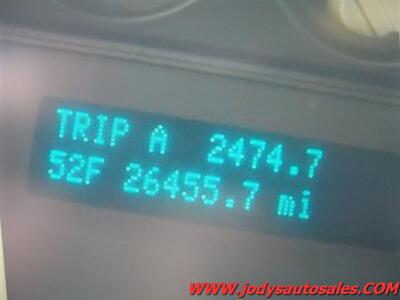 TRIP A 2474.7
52F 26455.7 mi
www.jodysautosales.COM